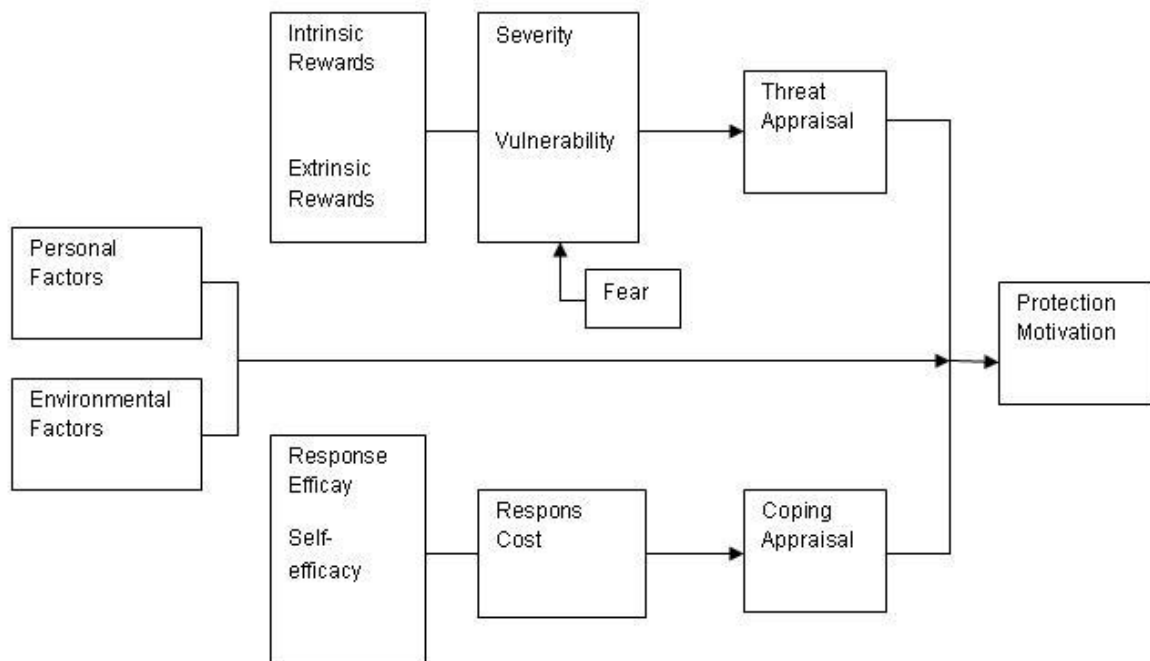 Intrinsic
Rewards
Extrinsic
Rewards
Severity
Vulnerability
Threat
Appraisal
Personal
Factors
Fear
Protection
Motivation
Environmental
Factors
Response
Efficay
Self-
efficacy
Respons
Cost
Coping
Appraisal